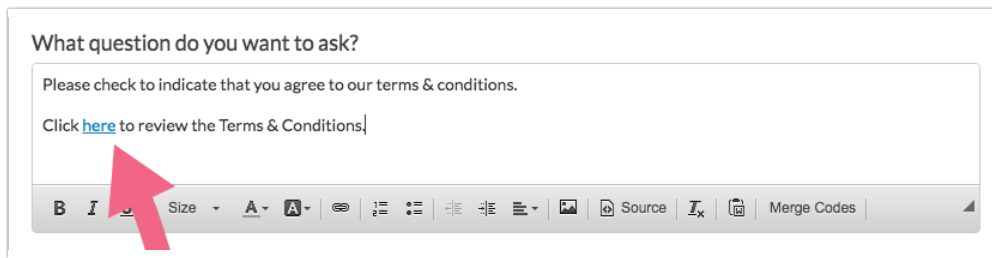 What question do you want to ask?
Please check to indicate that you agree to our terms & conditions.
Click here to review the Terms & Conditions.
B I Size A A Source Ix Merge Codes